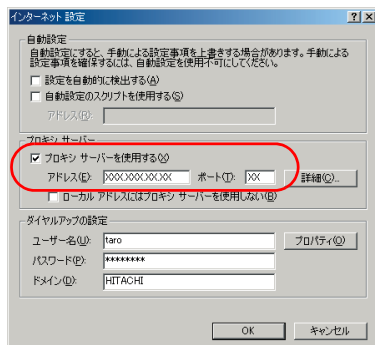 インターネット 設定
自動設定
自動設定にすると、手動による設定事項を上書きする場合があります。手動による
設定事項を確保するには、自動設定を使用不可にしてください。
設定を自動的に検出する(A)
自動設定のスクリプトを使用する(S)
アドレス(R):
プロキシ サーバー
プロキシ サーバーを使用する(X)
アドレス(E): XXX.XXX.XX.XX ポート(T): XX 詳細(C)...
ローカル アドレスにはプロキシ サーバーを使用しない(B)
ダイヤルアップの設定
ユーザー名(U): taro プロパティ(O)
パスワード(P): ********
ドメイン(D): HITACHI
OK キャンセル